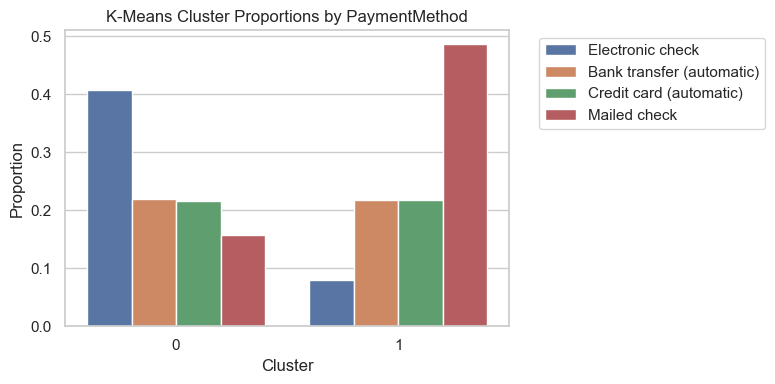 K-Means Cluster Proportions by PaymentMethod
0.5
0.4
0.3
0.2
0.1
0.0
Proportion
0
1
Cluster
Electronic check
Bank transfer (automatic)
Credit card (automatic)
Mailed check